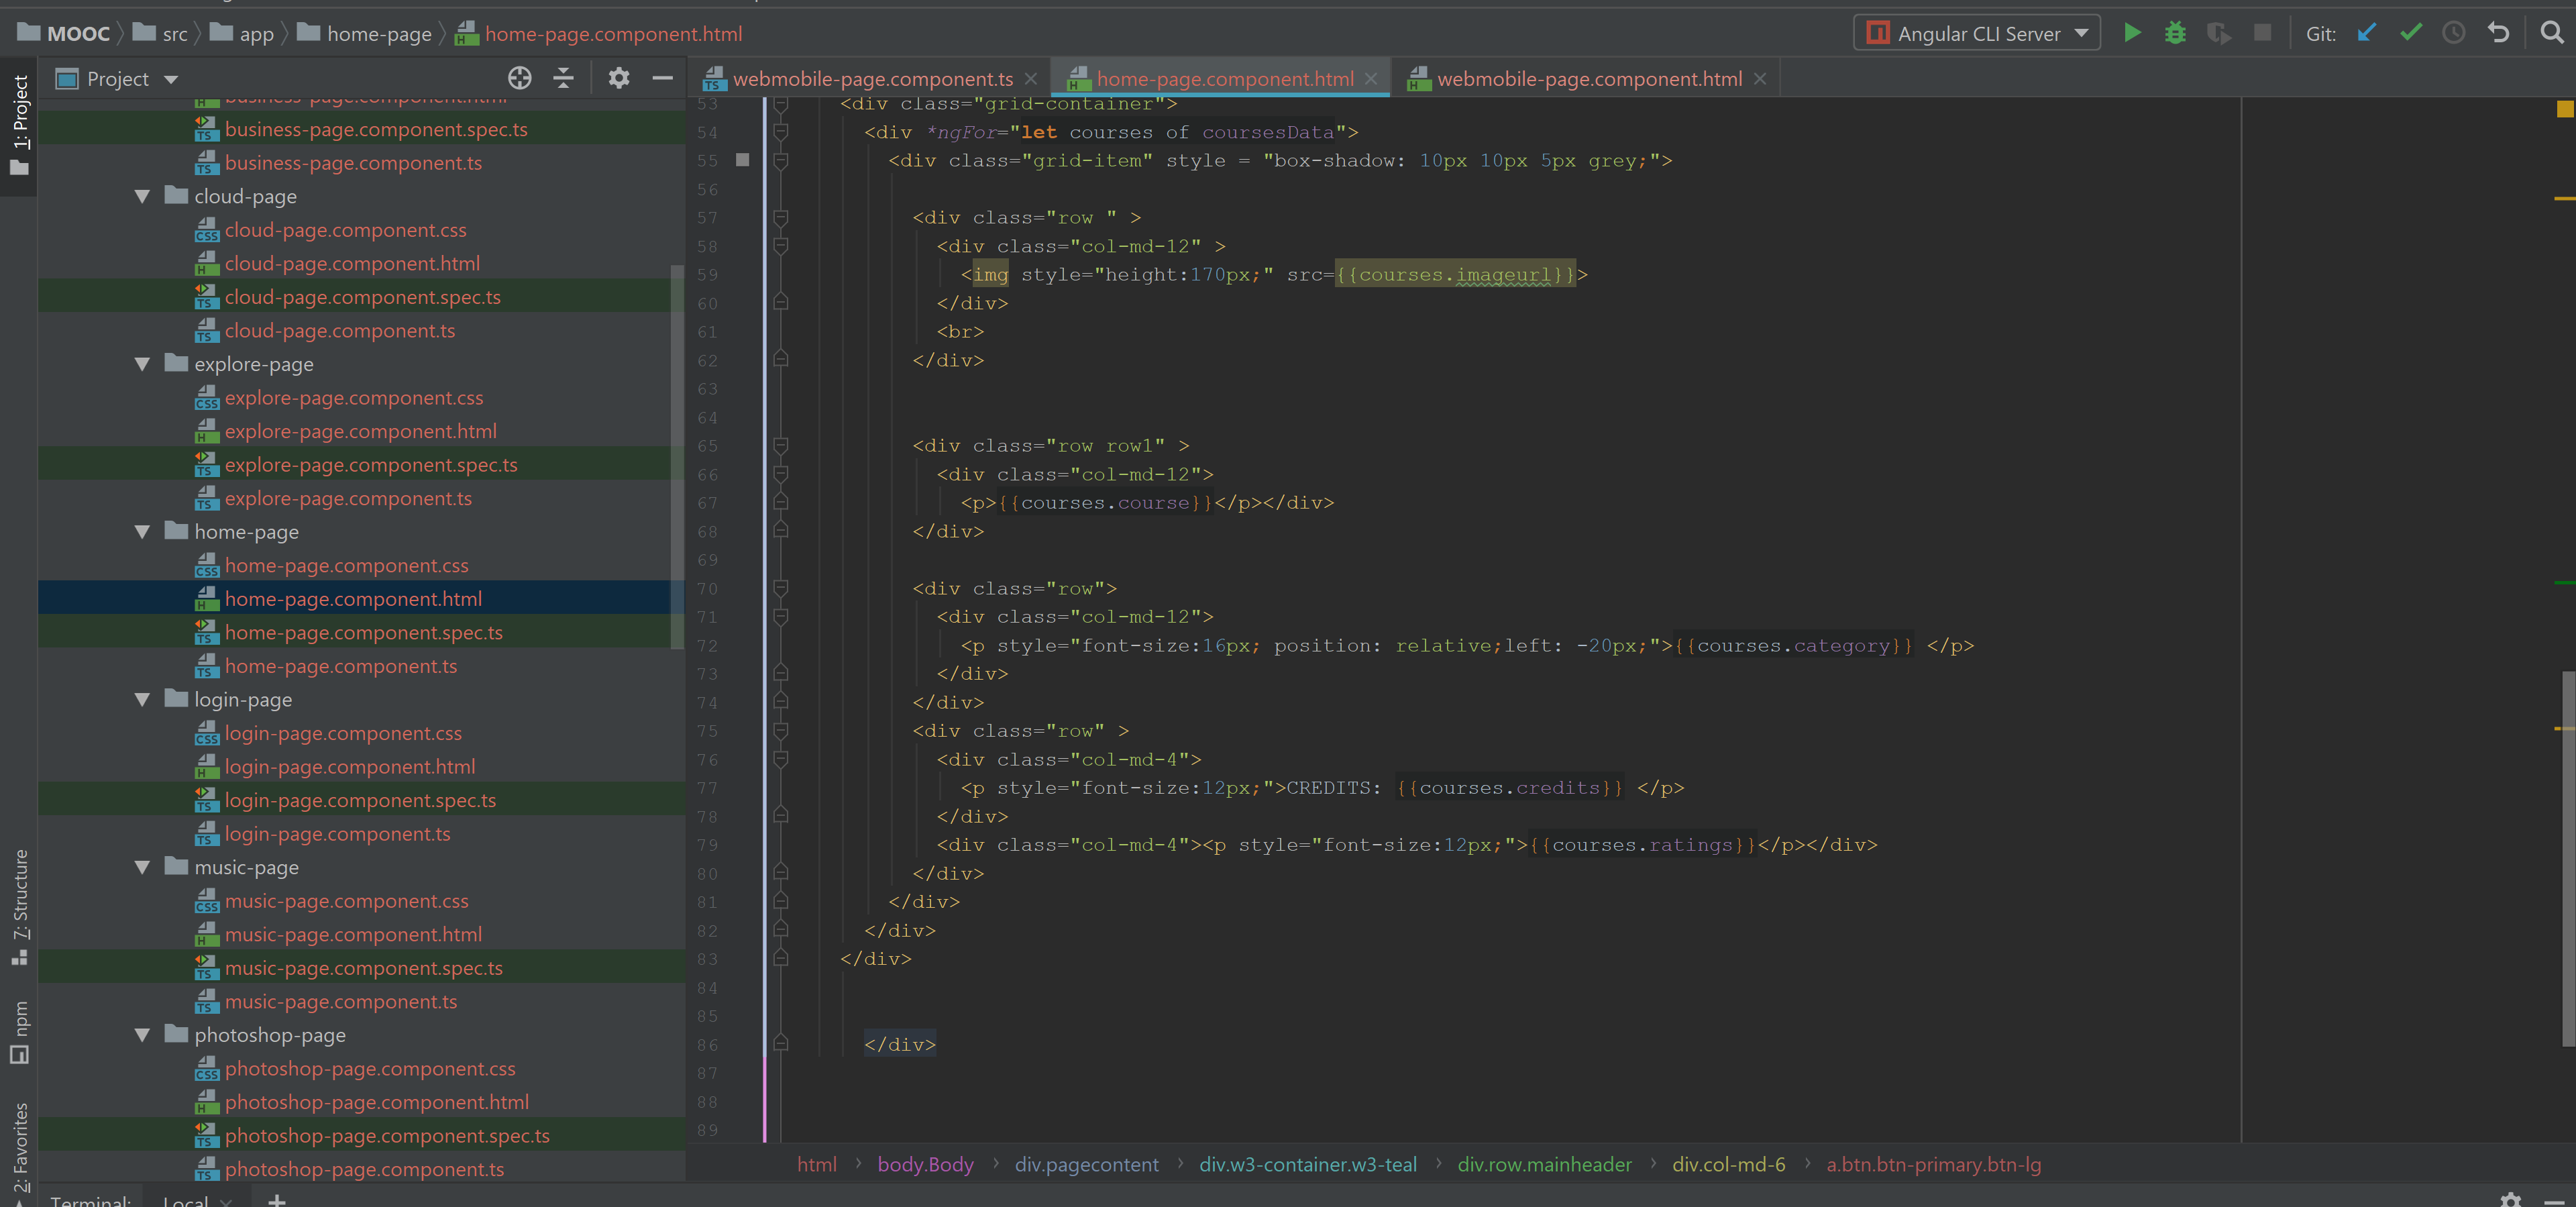 MOOC src app home-page home-page.component.html Angular CLI Server Git:
Project
webmobile-page.component.ts home-page.component.html webmobile-page.component.html
1: Project
7: Structure
npm
2: Favorites
business-page.component.html
business-page.component.spec.ts
business-page.component.ts
cloud-page
cloud-page.component.css
cloud-page.component.html
cloud-page.component.spec.ts
cloud-page.component.ts
explore-page
explore-page.component.css
explore-page.component.html
explore-page.component.spec.ts
explore-page.component.ts
home-page
home-page.component.css
home-page.component.html
home-page.component.spec.ts
home-page.component.ts
login-page
login-page.component.css
login-page.component.html
login-page.component.spec.ts
login-page.component.ts
music-page
music-page.component.css
music-page.component.html
music-page.component.spec.ts
music-page.component.ts
photoshop-page
photoshop-page.component.css
photoshop-page.component.html
photoshop-page.component.spec.ts
photoshop-page.component.ts
53 <div class="grid-container">
54 <div *ngFor="let courses of coursesData">
55 <div class="grid-item" style = "box-shadow: 10px 10px 5px grey;">
56
57 <div class="row " >
58 <div class="col-md-12" >
59 <img style="height:170px;" src={{courses.imageurl}}>
60 </div>
61 <br>
62 </div>
63
64
65 <div class="row row1" >
66 <div class="col-md-12">
67 <p>{{courses.course}}</p></div>
68 </div>
69
70 <div class="row">
71 <div class="col-md-12">
72 <p style="font-size:16px; position: relative;left: -20px;">{{courses.category}} </p>
73 </div>
74 </div>
75 <div class="row" >
76 <div class="col-md-4">
77 <p style="font-size:12px;">CREDITS: {{courses.credits}} </p>
78 </div>
79 <div class="col-md-4"><p style="font-size:12px;">{{courses.ratings}}</p></div>
80 </div>
81 </div>
82 </div>
83 </div>
84
85
86 </div>
87
88
89
html body.Body div.pagecontent div.w3-container.w3-teal div.row.mainheader div.col-md-6 a.btn.btn-primary.btn-lg
Terminal: Local